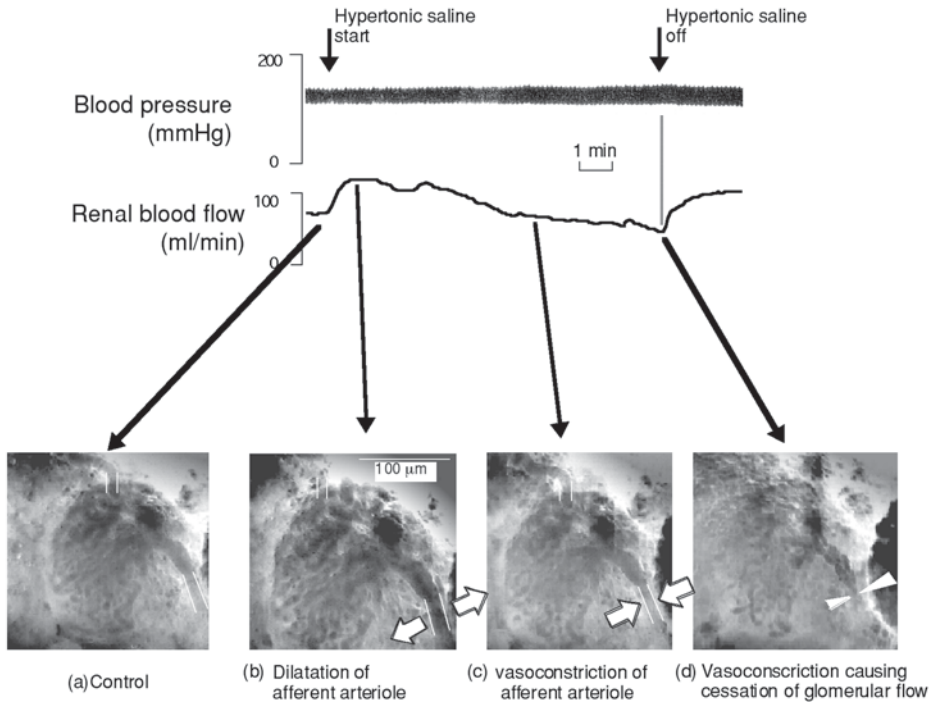 Hypertonic saline
start
Hypertonic saline
off
200
Blood pressure
(mmHg)
0
1 min
100
Renal blood flow
(ml/min)
0
100 μm
(a)Control
(b) Dilatation of
afferent arteriole
(c) vasoconstriction of
afferent arteriole
(d) Vasoconscriction causing
cessation of glomerular flow